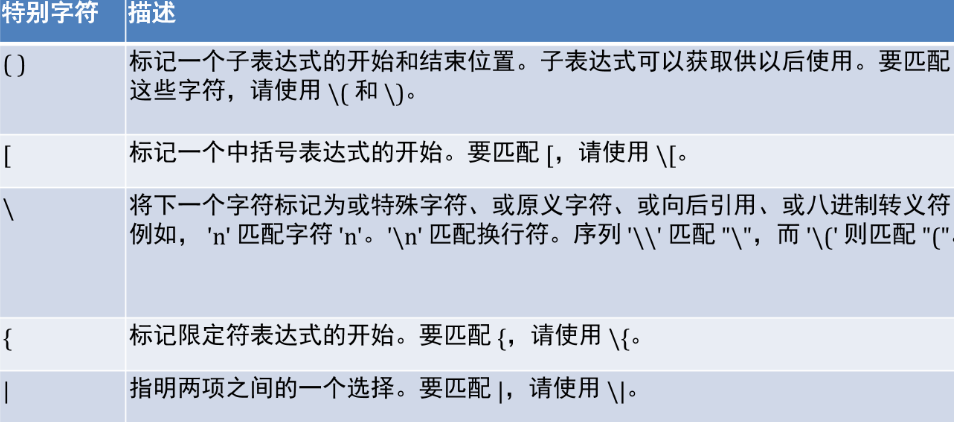 特别字符 描述
( ) 标记一个子表达式的开始和结束位置。子表达式可以获取供以后使用。要匹配
这些字符，请使用 \( 和 \)。
[ 标记一个中括号表达式的开始。要匹配 [，请使用 \[。
\ 将下一个字符标记为或特殊字符、或原义字符、或向后引用、或八进制转义符
例如， 'n' 匹配字符 'n'。'\n' 匹配换行符。序列 '\\' 匹配 "\"，而 '\(' 则匹配 "("
{ 标记限定符表达式的开始。要匹配 {，请使用 \{。
| 指明两项之间的一个选择。要匹配 |，请使用 \|。